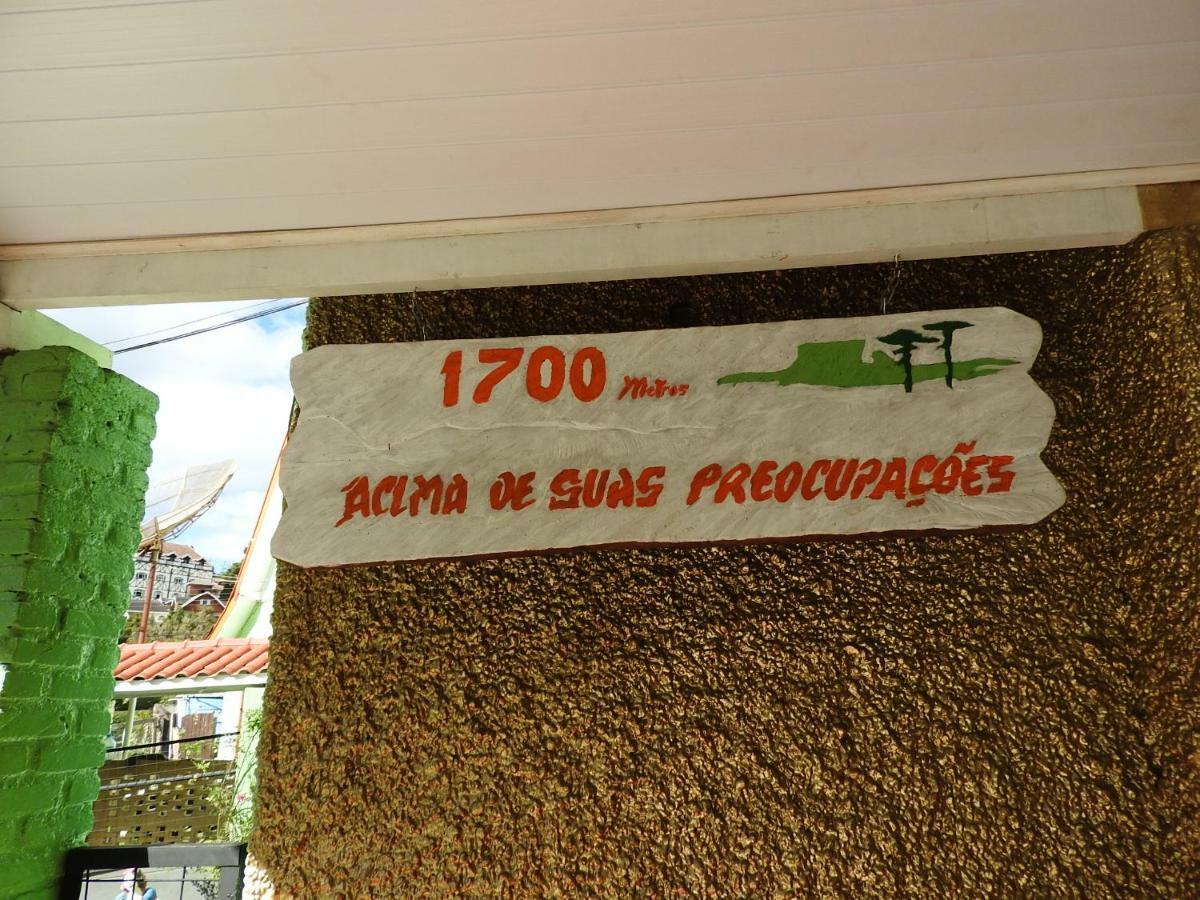 1700 Metros
ACIMA DE SUAS PREOCUPAÇÕES